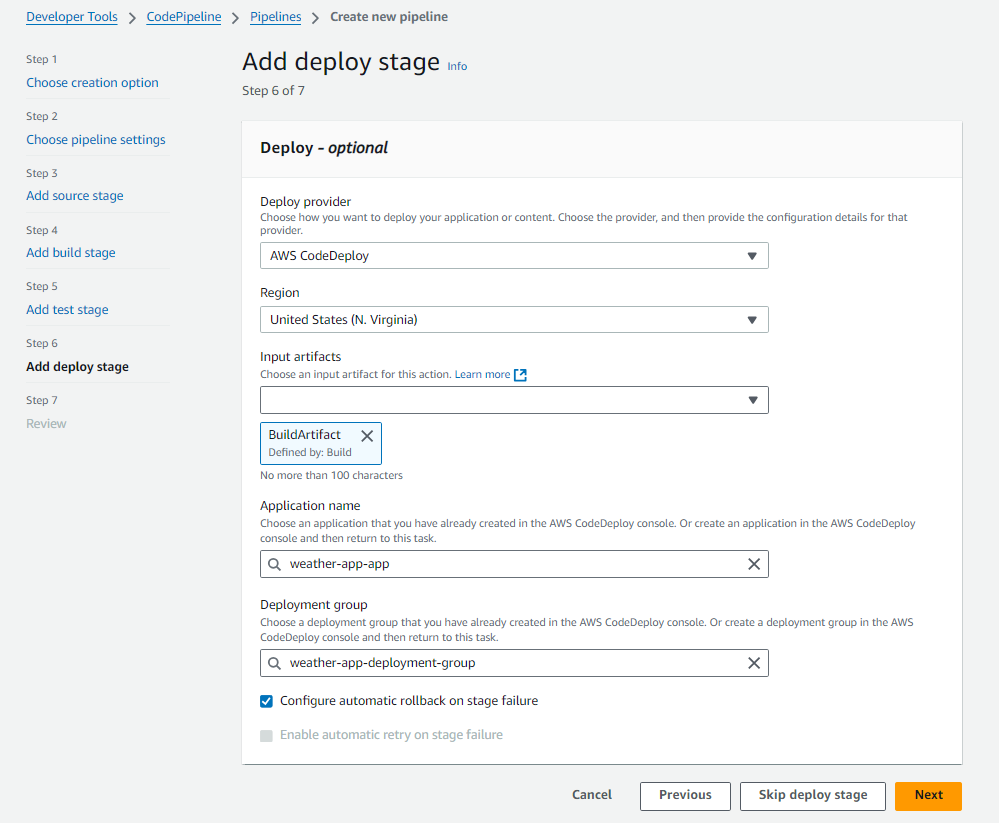 Developer Tools > CodePipeline > Pipelines > Create new pipeline
Step 1
Choose creation option
Step 2
Choose pipeline settings
Step 3
Add source stage
Step 4
Add build stage
Step 5
Add test stage
Step 6
Add deploy stage
Step 7
Review
Add deploy stage Info
Step 6 of 7
Deploy - optional
Deploy provider
Choose how you want to deploy your application or content. Choose the provider, and then provide the configuration details for that
provider.
AWS CodeDeploy
Region
United States (N. Virginia)
Input artifacts
Choose an input artifact for this action. Learn more
BuildArtifact
Defined by: Build
No more than 100 characters
Application name
Choose an application that you have already created in the AWS CodeDeploy console. Or create an application in the AWS CodeDeploy
console and then return to this task.
weather-app-app
Deployment group
Choose a deployment group that you have already created in the AWS CodeDeploy console. Or create a deployment group in the AWS
CodeDeploy console and then return to this task.
weather-app-deployment-group
Configure automatic rollback on stage failure
Enable automatic retry on stage failure
Cancel Previous Skip deploy stage Next